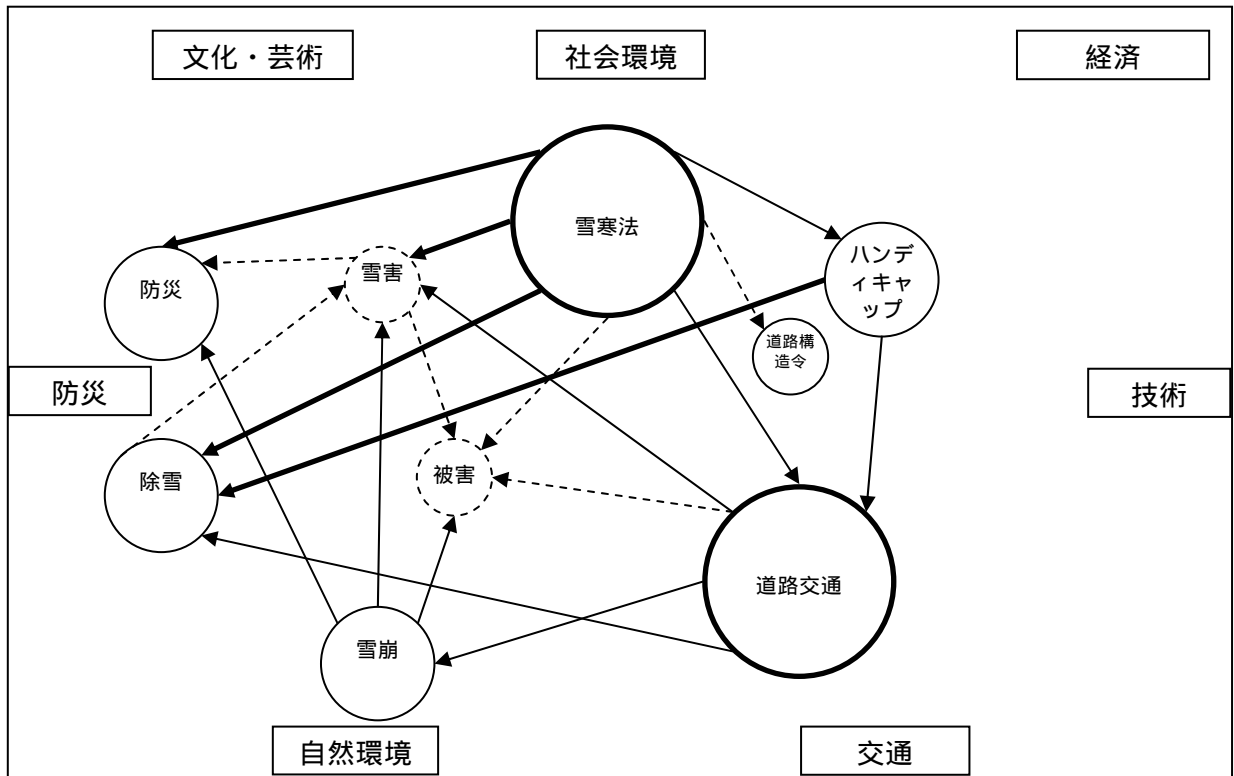 文化・芸術
社会環境
経済
雪寒法
ハンデ
ィキャ
ップ
防災
雪害
道路構
造令
防災
技術
除雪
被害
道路交通
雪崩
自然環境
交通